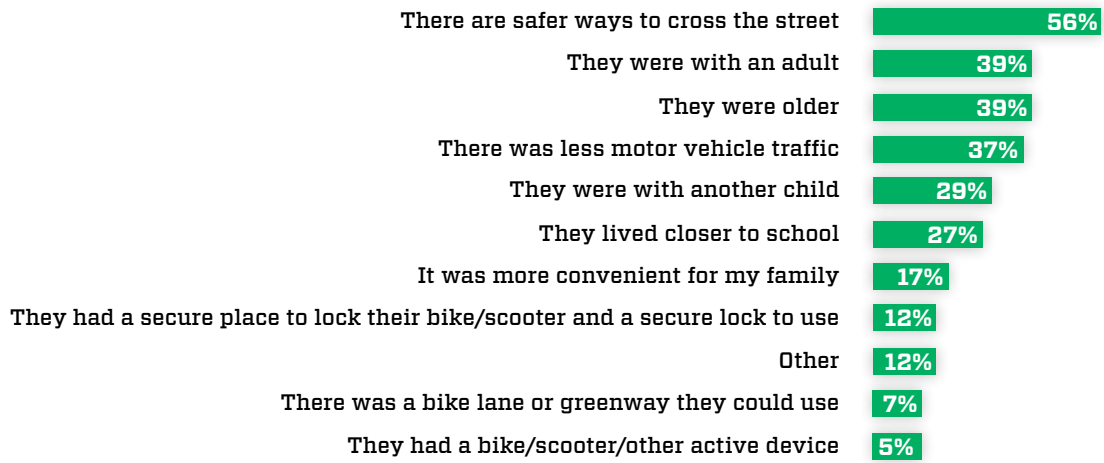 There are safer ways to cross the street 56%
They were with an adult 39%
They were older 39%
There was less motor vehicle traffic 37%
They were with another child 29%
They lived closer to school 27%
It was more convenient for my family 17%
They had a secure place to lock their bike/scooter and a secure lock to use 12%
Other 12%
There was a bike lane or greenway they could use 7%
They had a bike/scooter/other active device 5%